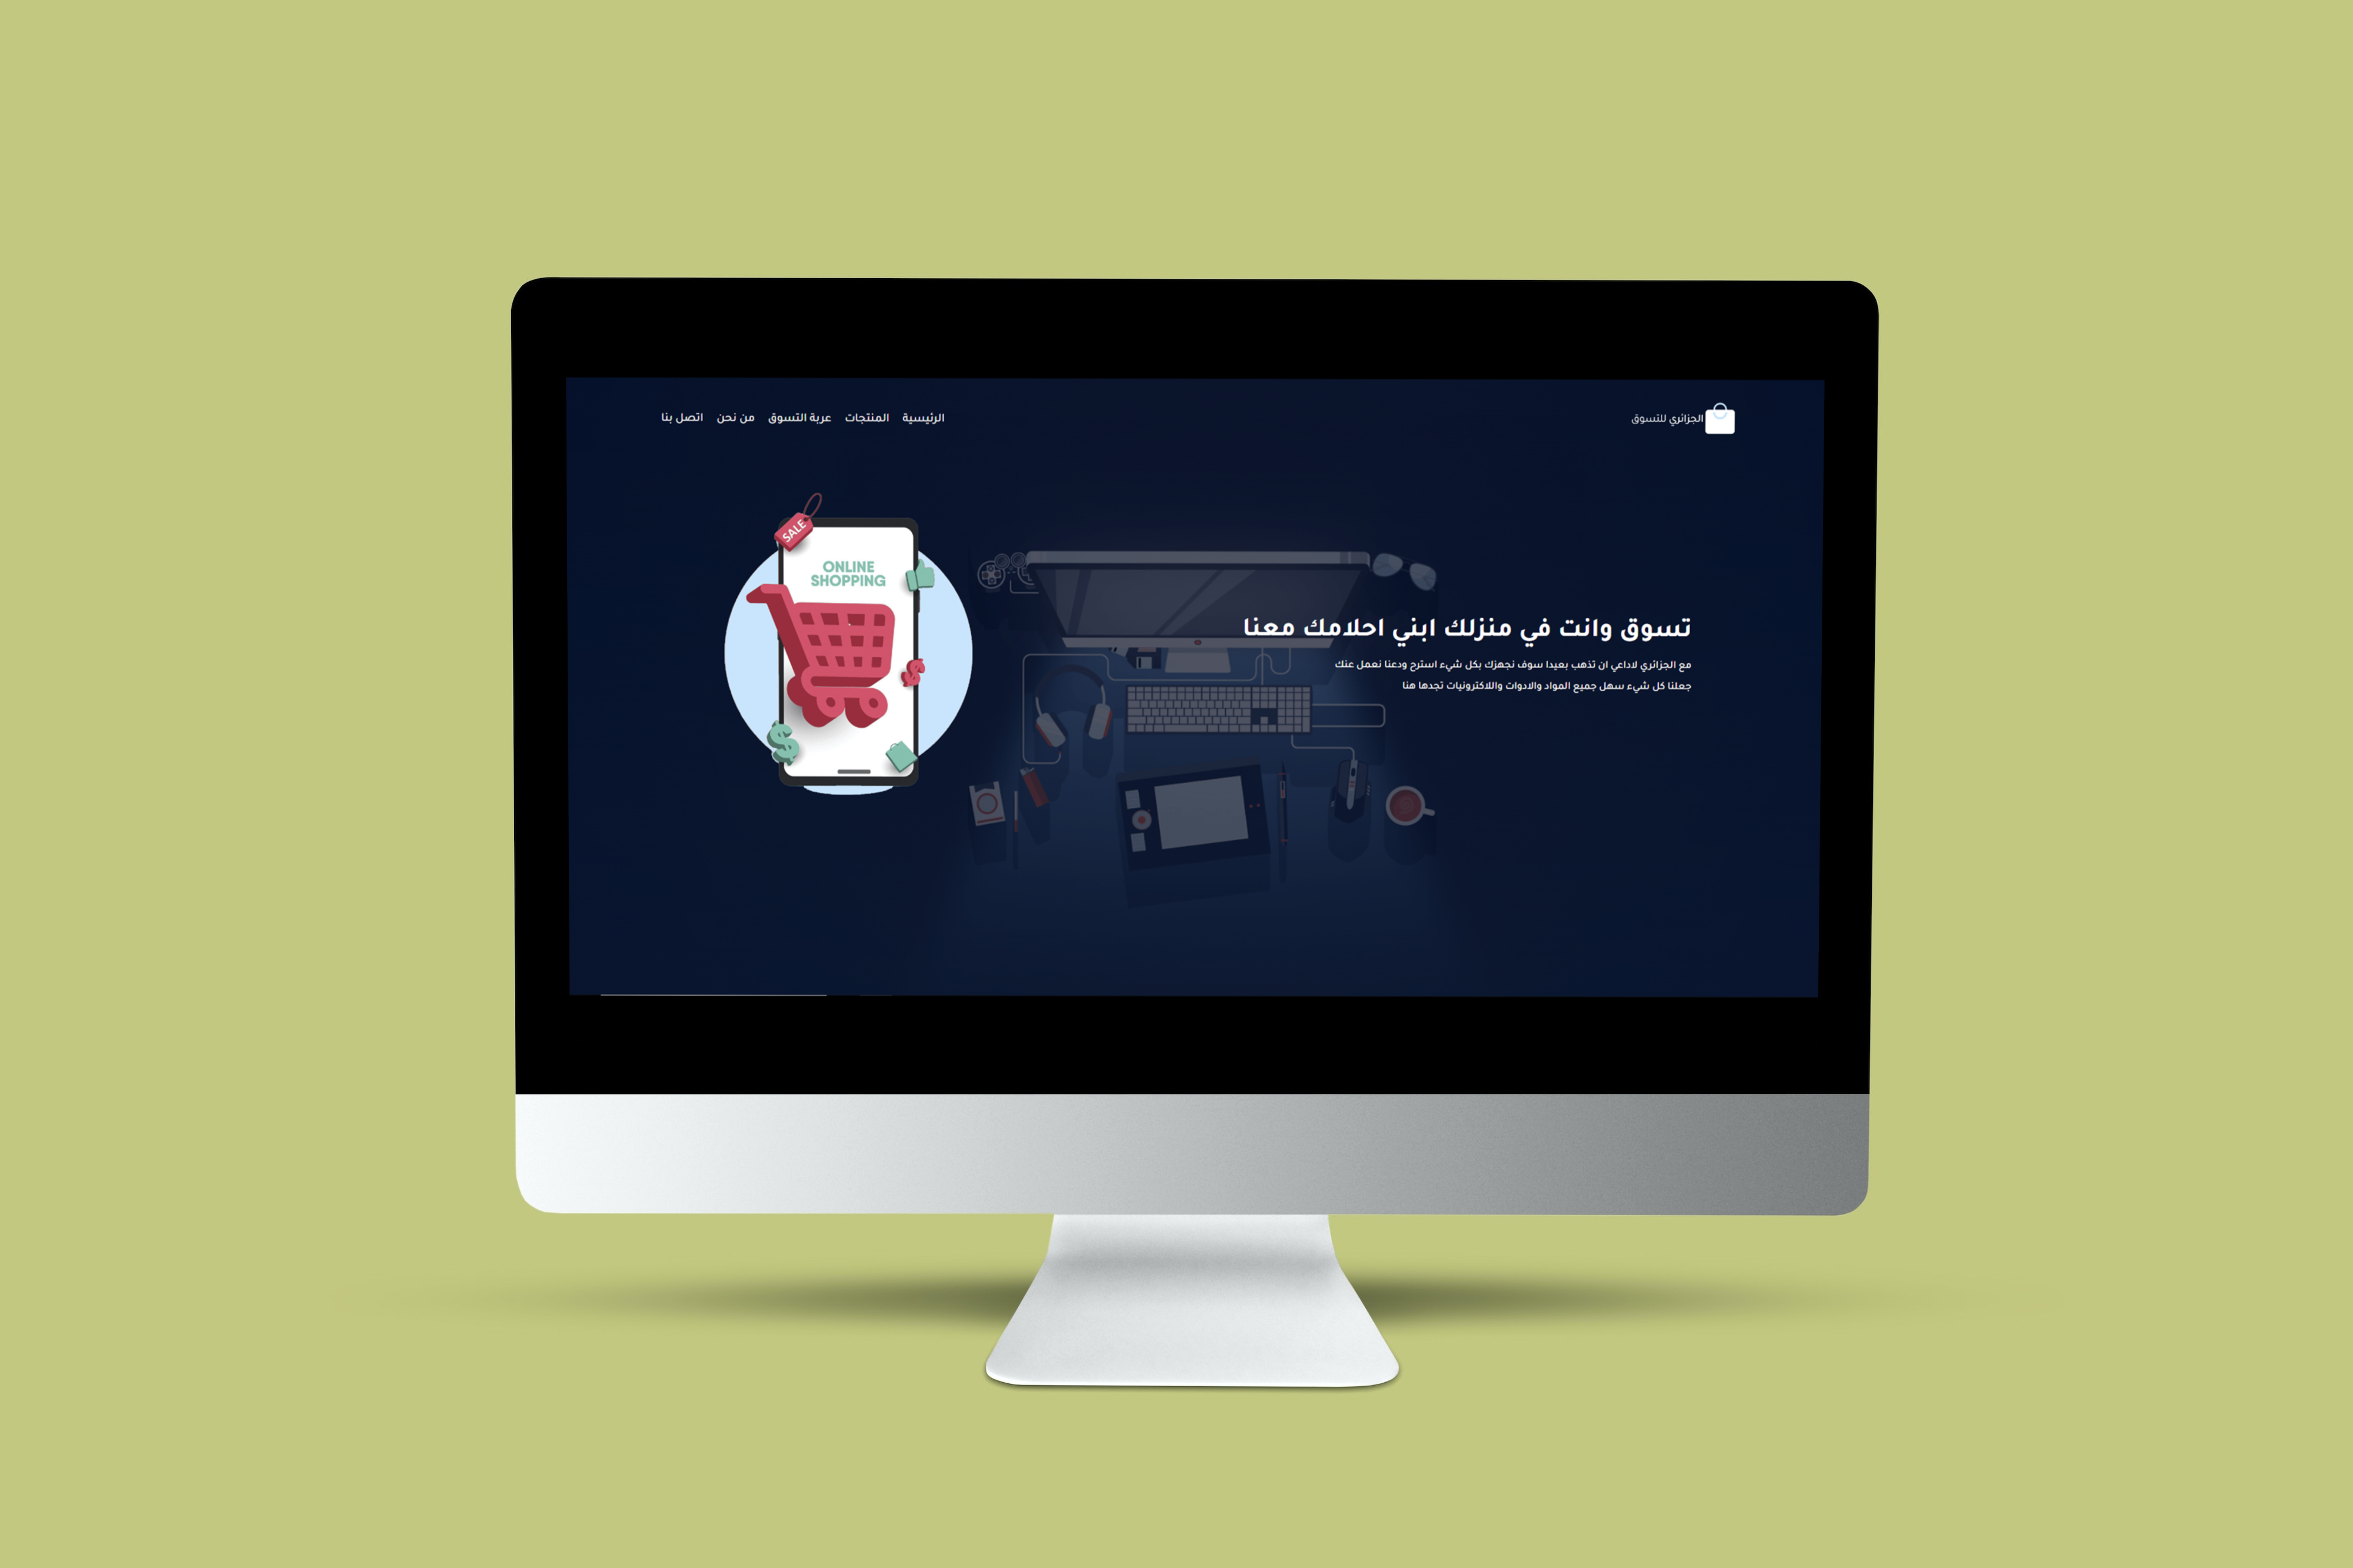 الجزائري للتسوق
الرئيسية المنتجات عربة التسوق من نحن اتصل بنا
تسوق وانت في منزلك ابني احلامك معنا
مع الجزائري لاداعي ان تذهب بعيدا سوف نجهزك بكل شيء استرح ودعنا نعمل عنك
جعلنا كل شيء سهل جميع المواد والادوات واللاكترونيات تجدها هنا
SALE
ONLINE
SHOPPING